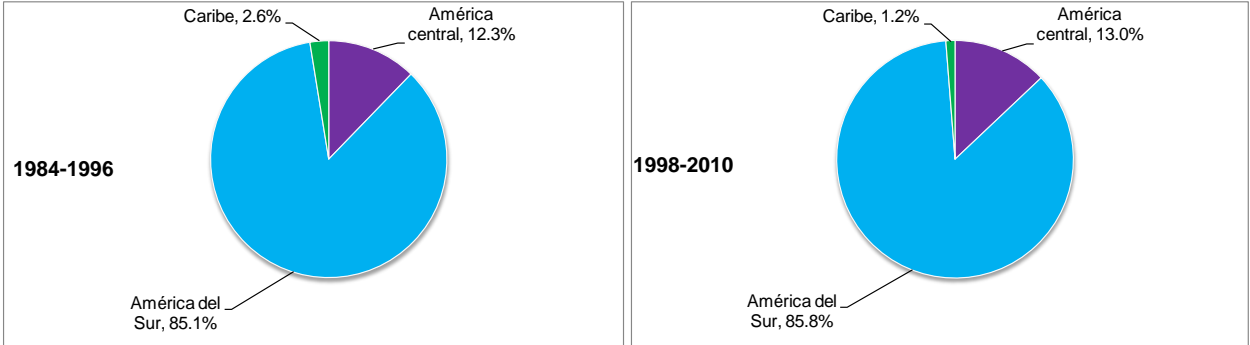 Caribe, 2.6%
América
central, 12.3%
1984-1996
América del
Sur, 85.1%
Caribe, 1.2%
América
central, 13.0%
1998-2010
América del
Sur, 85.8%